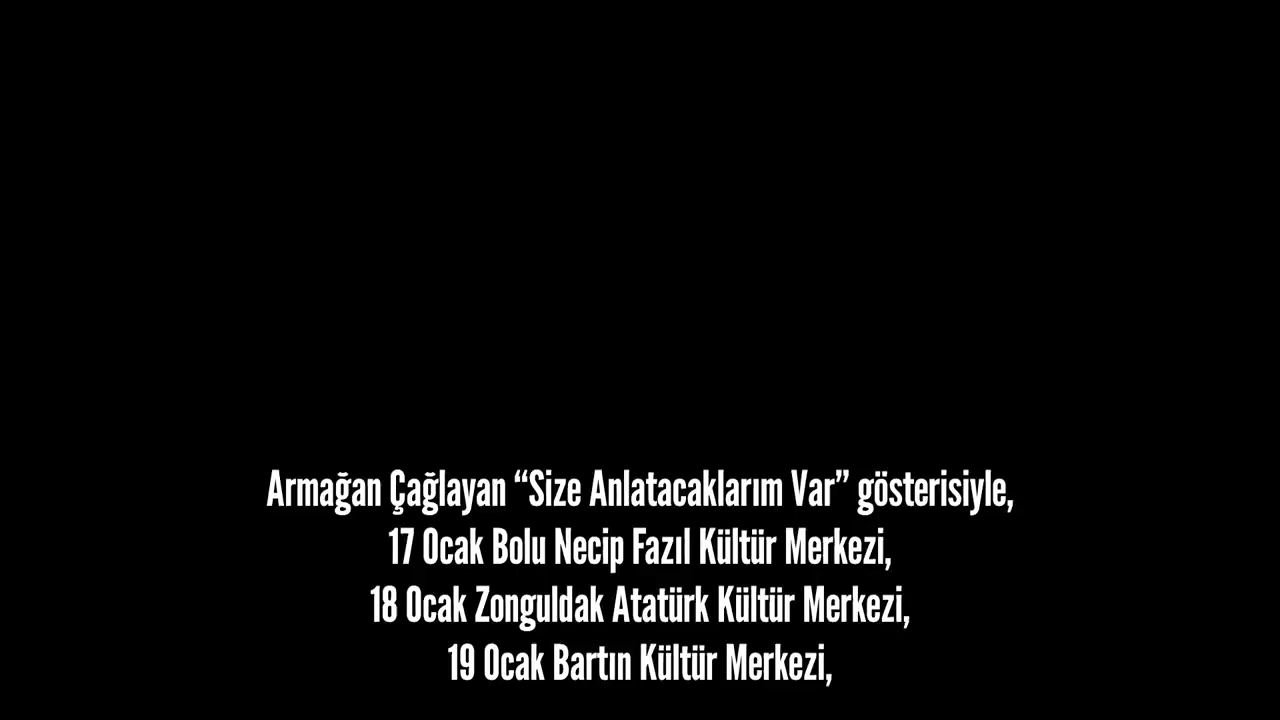 Armağan Çağlayan “Size Anlatacaklarım Var” gösterisiyle,
17 Ocak Bolu Necip Fazıl Kültür Merkezi,
18 Ocak Zonguldak Atatürk Kültür Merkezi,
19 Ocak Bartın Kültür Merkezi,